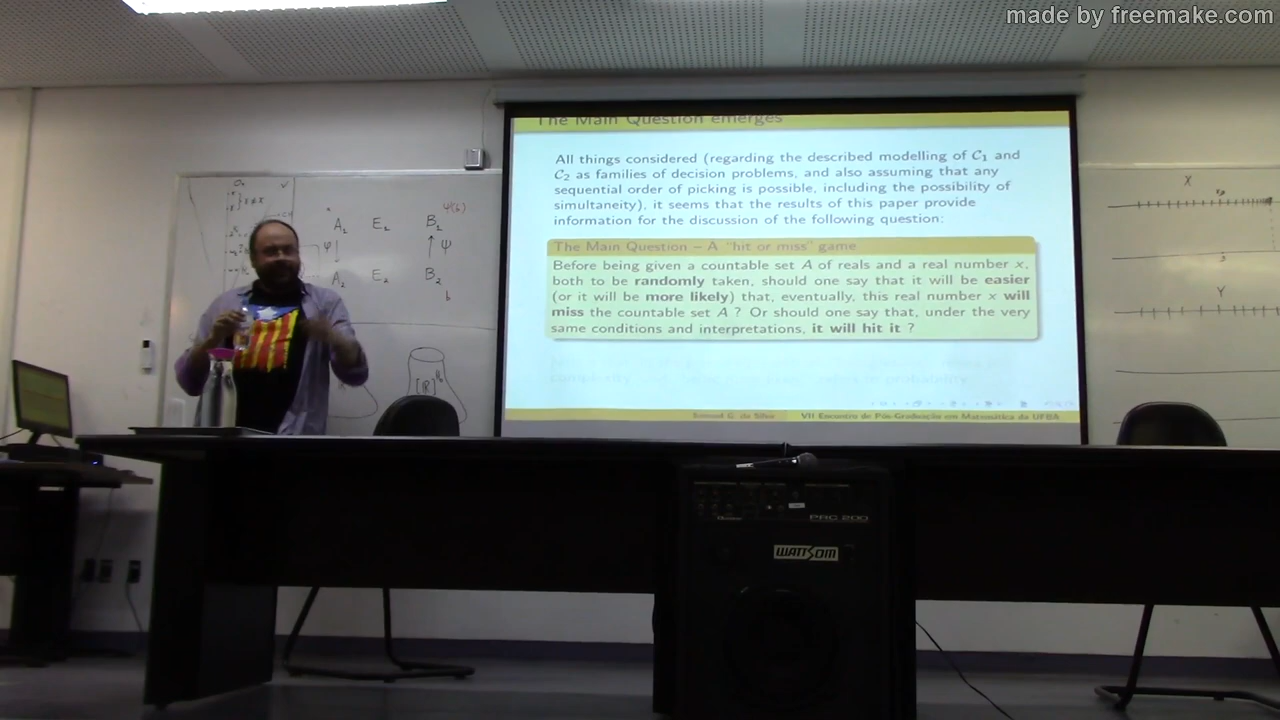 made by freemake.com
The Main Question emerges
All things considered (regarding the described modelling of C₁ and
C₂ as families of decision problems, and also assuming that any
sequential order of picking is possible, including the possibility of
simultaneity), it seems that the results of this paper provide
information for the discussion of the following question:
The Main Question – A "hit or miss" game
Before being given a countable set A of reals and a real number x,
both to be randomly taken, should one say that it will be easier
(or it will be more likely) that, eventually, this real number x will
miss the countable set A ? Or should one say that, under the very
same conditions and interpretations, it will hit it ?
complexity
probability
Samuel G. da Silva VII Encontro de Pós-Graduação em Matemática da UFBA
ψ(b)
A₁ E₁ B₂
φ ↓ ↑ ψ
A₂ E₂ B₂
b
X
Y
PRC 200
WATTSOM